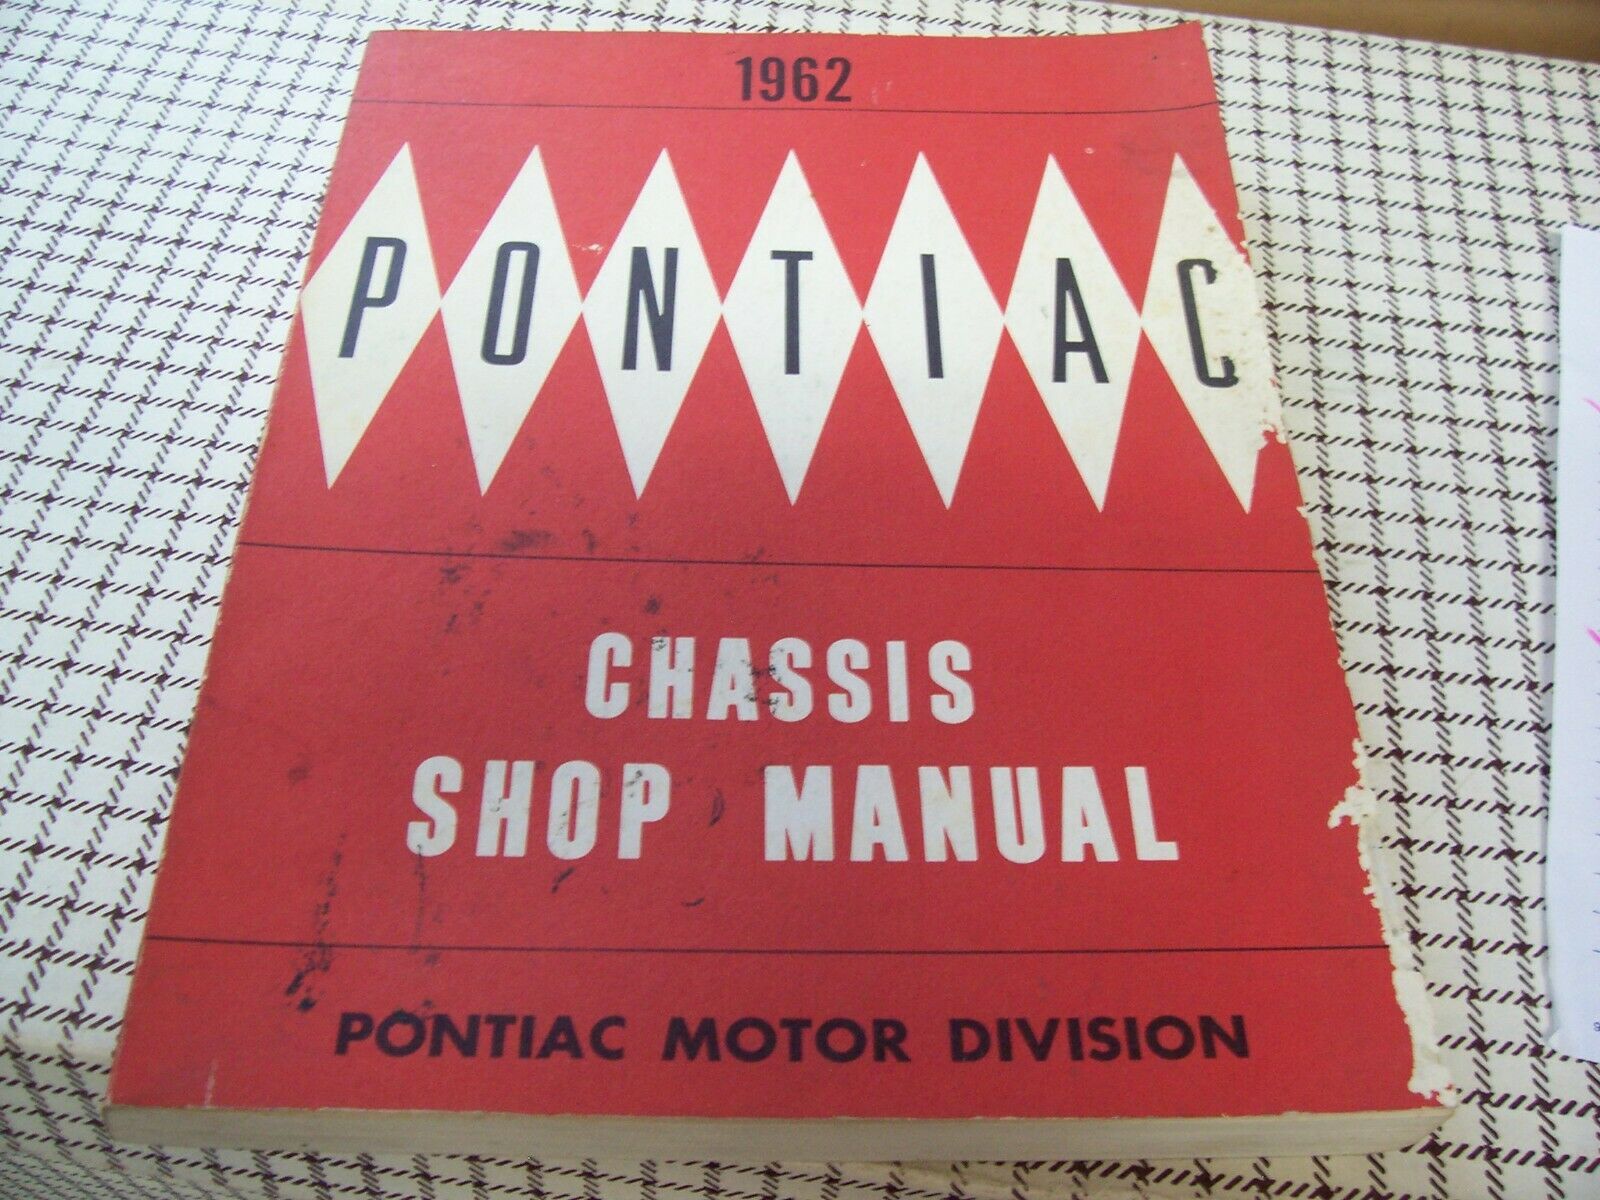 1962
PONTIAC
CHASSIS
SHOP MANUAL
PONTIAC MOTOR DIVISION